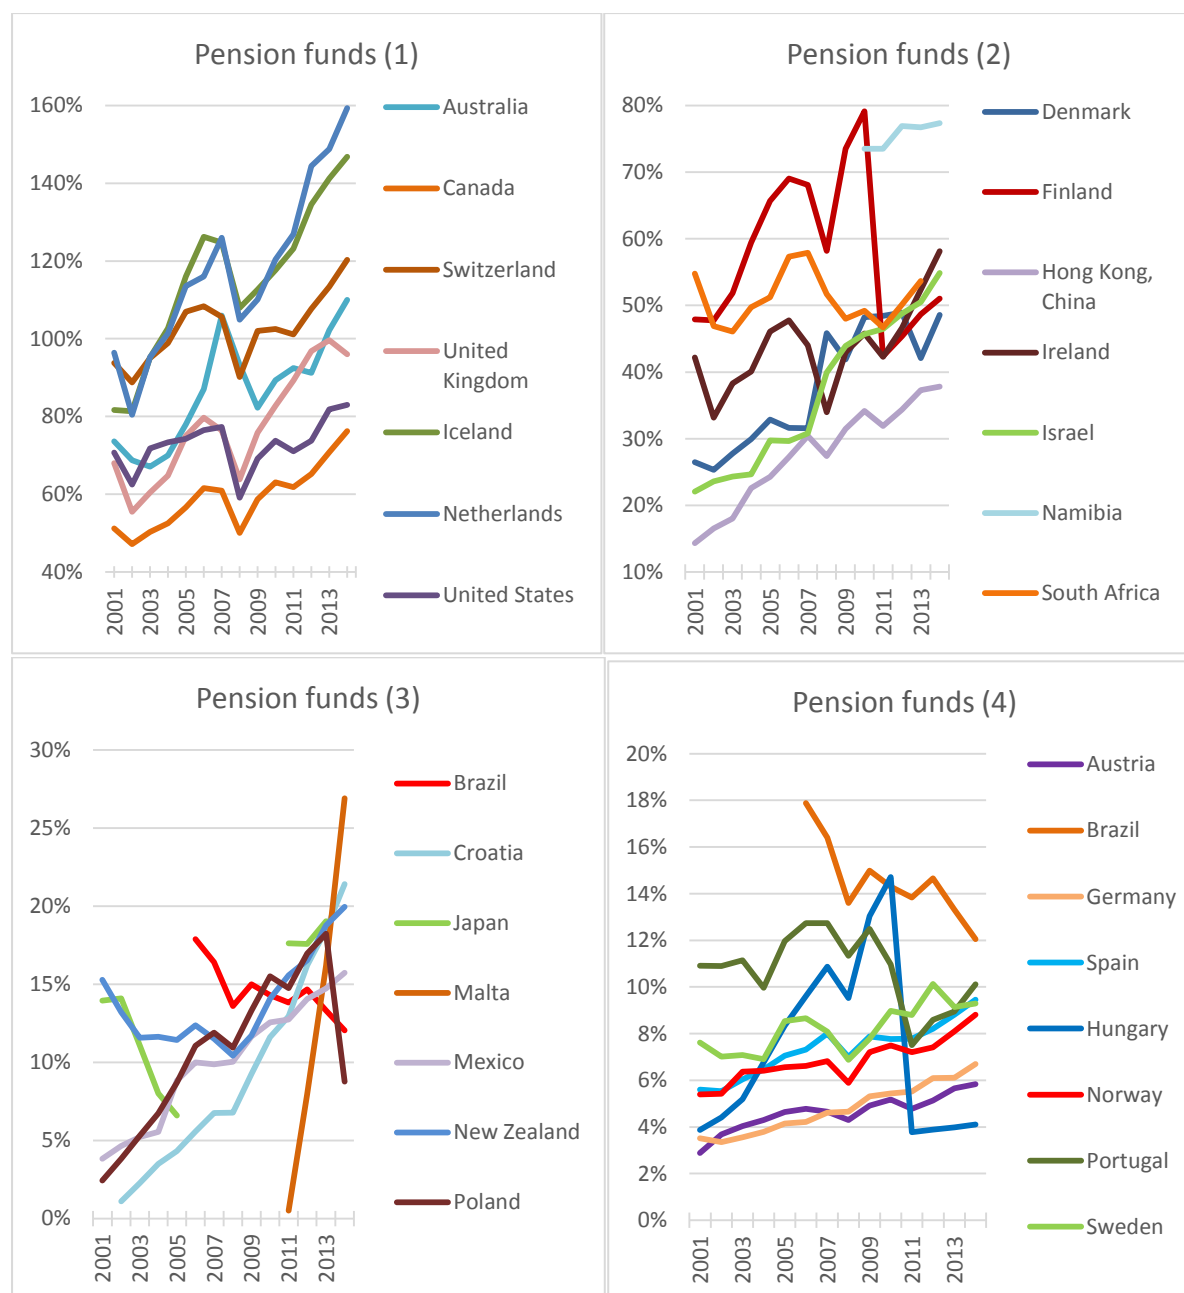 Pension funds (1)
160%
140%
120%
100%
80%
60%
40%
2001
2003
2005
2007
2009
2011
2013
Australia
Canada
Switzerland
United
Kingdom
Iceland
Netherlands
United States
Pension funds (2)
80%
70%
60%
50%
40%
30%
20%
10%
2001
2003
2005
2007
2009
2011
2013
Denmark
Finland
Hong Kong,
China
Ireland
Israel
Namibia
South Africa
Pension funds (3)
30%
25%
20%
15%
10%
5%
0%
2001
2003
2005
2007
2009
2011
2013
Brazil
Croatia
Japan
Malta
Mexico
New Zealand
Poland
Pension funds (4)
20%
18%
16%
14%
12%
10%
8%
6%
4%
2%
0%
2001
2003
2005
2007
2009
2011
2013
Austria
Brazil
Germany
Spain
Hungary
Norway
Portugal
Sweden